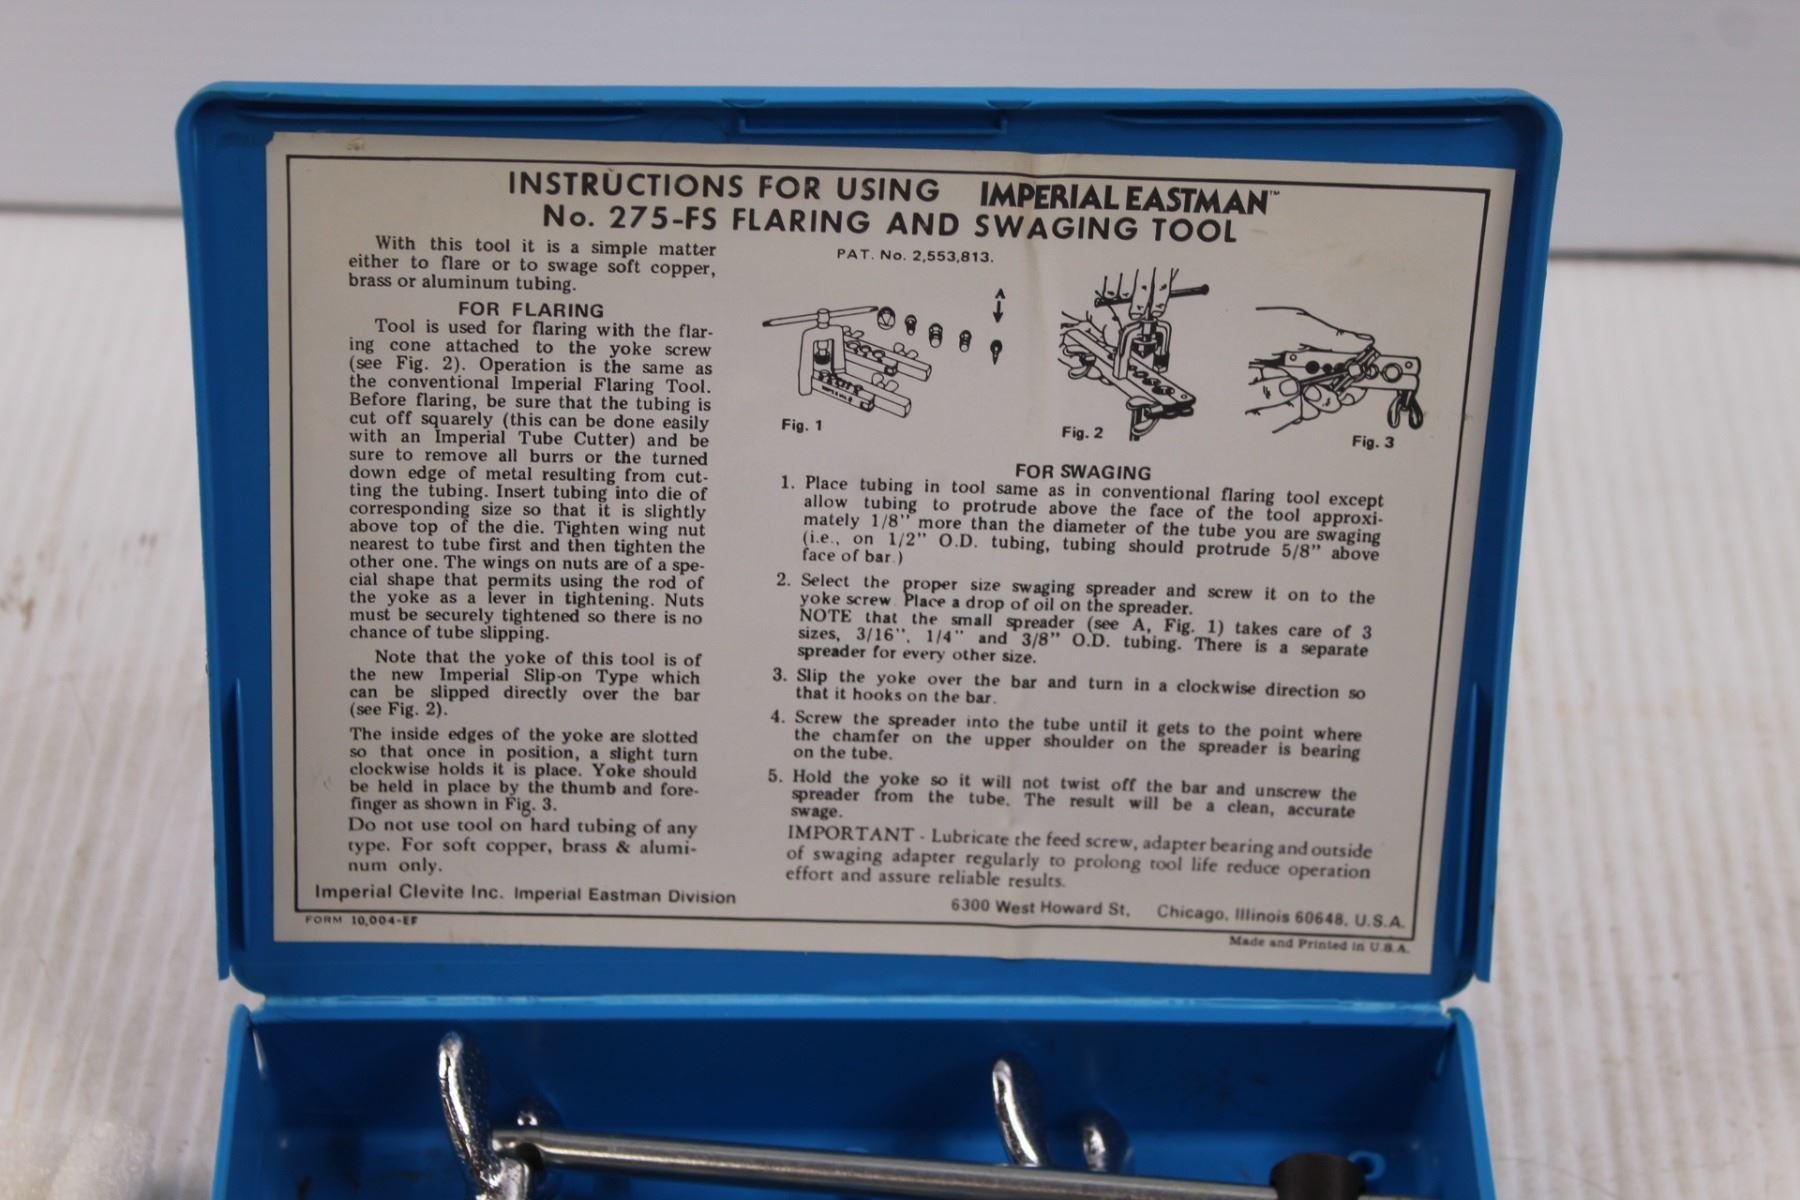 INSTRUCTIONS FOR USING IMPERIAL EASTMAN™
No. 275-FS FLARING AND SWAGING TOOL
With this tool it is a simple matter
either to flare or to swage soft copper,
brass or aluminum tubing.
FOR FLARING
Tool is used for flaring with the flar-
ing cone attached to the yoke screw
(see Fig. 2). Operation is the same as
the conventional Imperial Flaring Tool.
Before flaring, be sure that the tubing is
cut off squarely (this can be done easily
with an Imperial Tube Cutter) and be
sure to remove all burrs or the turned
down edge of metal resulting from cut-
ting the tubing. Insert tubing into die of
corresponding size so that it is slightly
above top of the die. Tighten wing nut
nearest to tube first and then tighten the
other one. The wings on nuts are of a spe-
cial shape that permits using the rod of
the yoke as a lever in tightening. Nuts
must be securely tightened so there is no
chance of tube slipping.
Note that the yoke of this tool is of
the new Imperial Slip-on Type which
can be slipped directly over the bar
(see Fig. 2).
The inside edges of the yoke are slotted
so that once in position, a slight turn
clockwise holds it is place. Yoke should
be held in place by the thumb and fore-
finger as shown in Fig. 3.
Do not use tool on hard tubing of any
type. For soft copper, brass & alumi-
num only.
PAT. No. 2,553,813.
A
Fig. 1
Fig. 2
Fig. 3
FOR SWAGING
1. Place tubing in tool same as in conventional flaring tool except
allow tubing to protrude above the face of the tool approxi-
mately 1/8" more than the diameter of the tube you are swaging
(i.e., on 1/2" O.D. tubing, tubing should protrude 5/8" above
face of bar.)
2. Select the proper size swaging spreader and screw it on to the
yoke screw. Place a drop of oil on the spreader.
NOTE that the small spreader (see A, Fig. 1) takes care of 3
sizes, 3/16", 1/4" and 3/8" O.D. tubing. There is a separate
spreader for every other size.
3. Slip the yoke over the bar and turn in a clockwise direction so
that it hooks on the bar.
4. Screw the spreader into the tube until it gets to the point where
the chamfer on the upper shoulder on the spreader is bearing
on the tube.
5. Hold the yoke so it will not twist off the bar and unscrew the
spreader from the tube. The result will be a clean, accurate
swage.
IMPORTANT - Lubricate the feed screw, adapter bearing and outside
of swaging adapter regularly to prolong tool life reduce operation
effort and assure reliable results.
Imperial Clevite Inc. Imperial Eastman Division
6300 West Howard St, Chicago, Illinois 60648, U.S.A.
FORM 10,004-EF
Made and Printed in U.S.A.